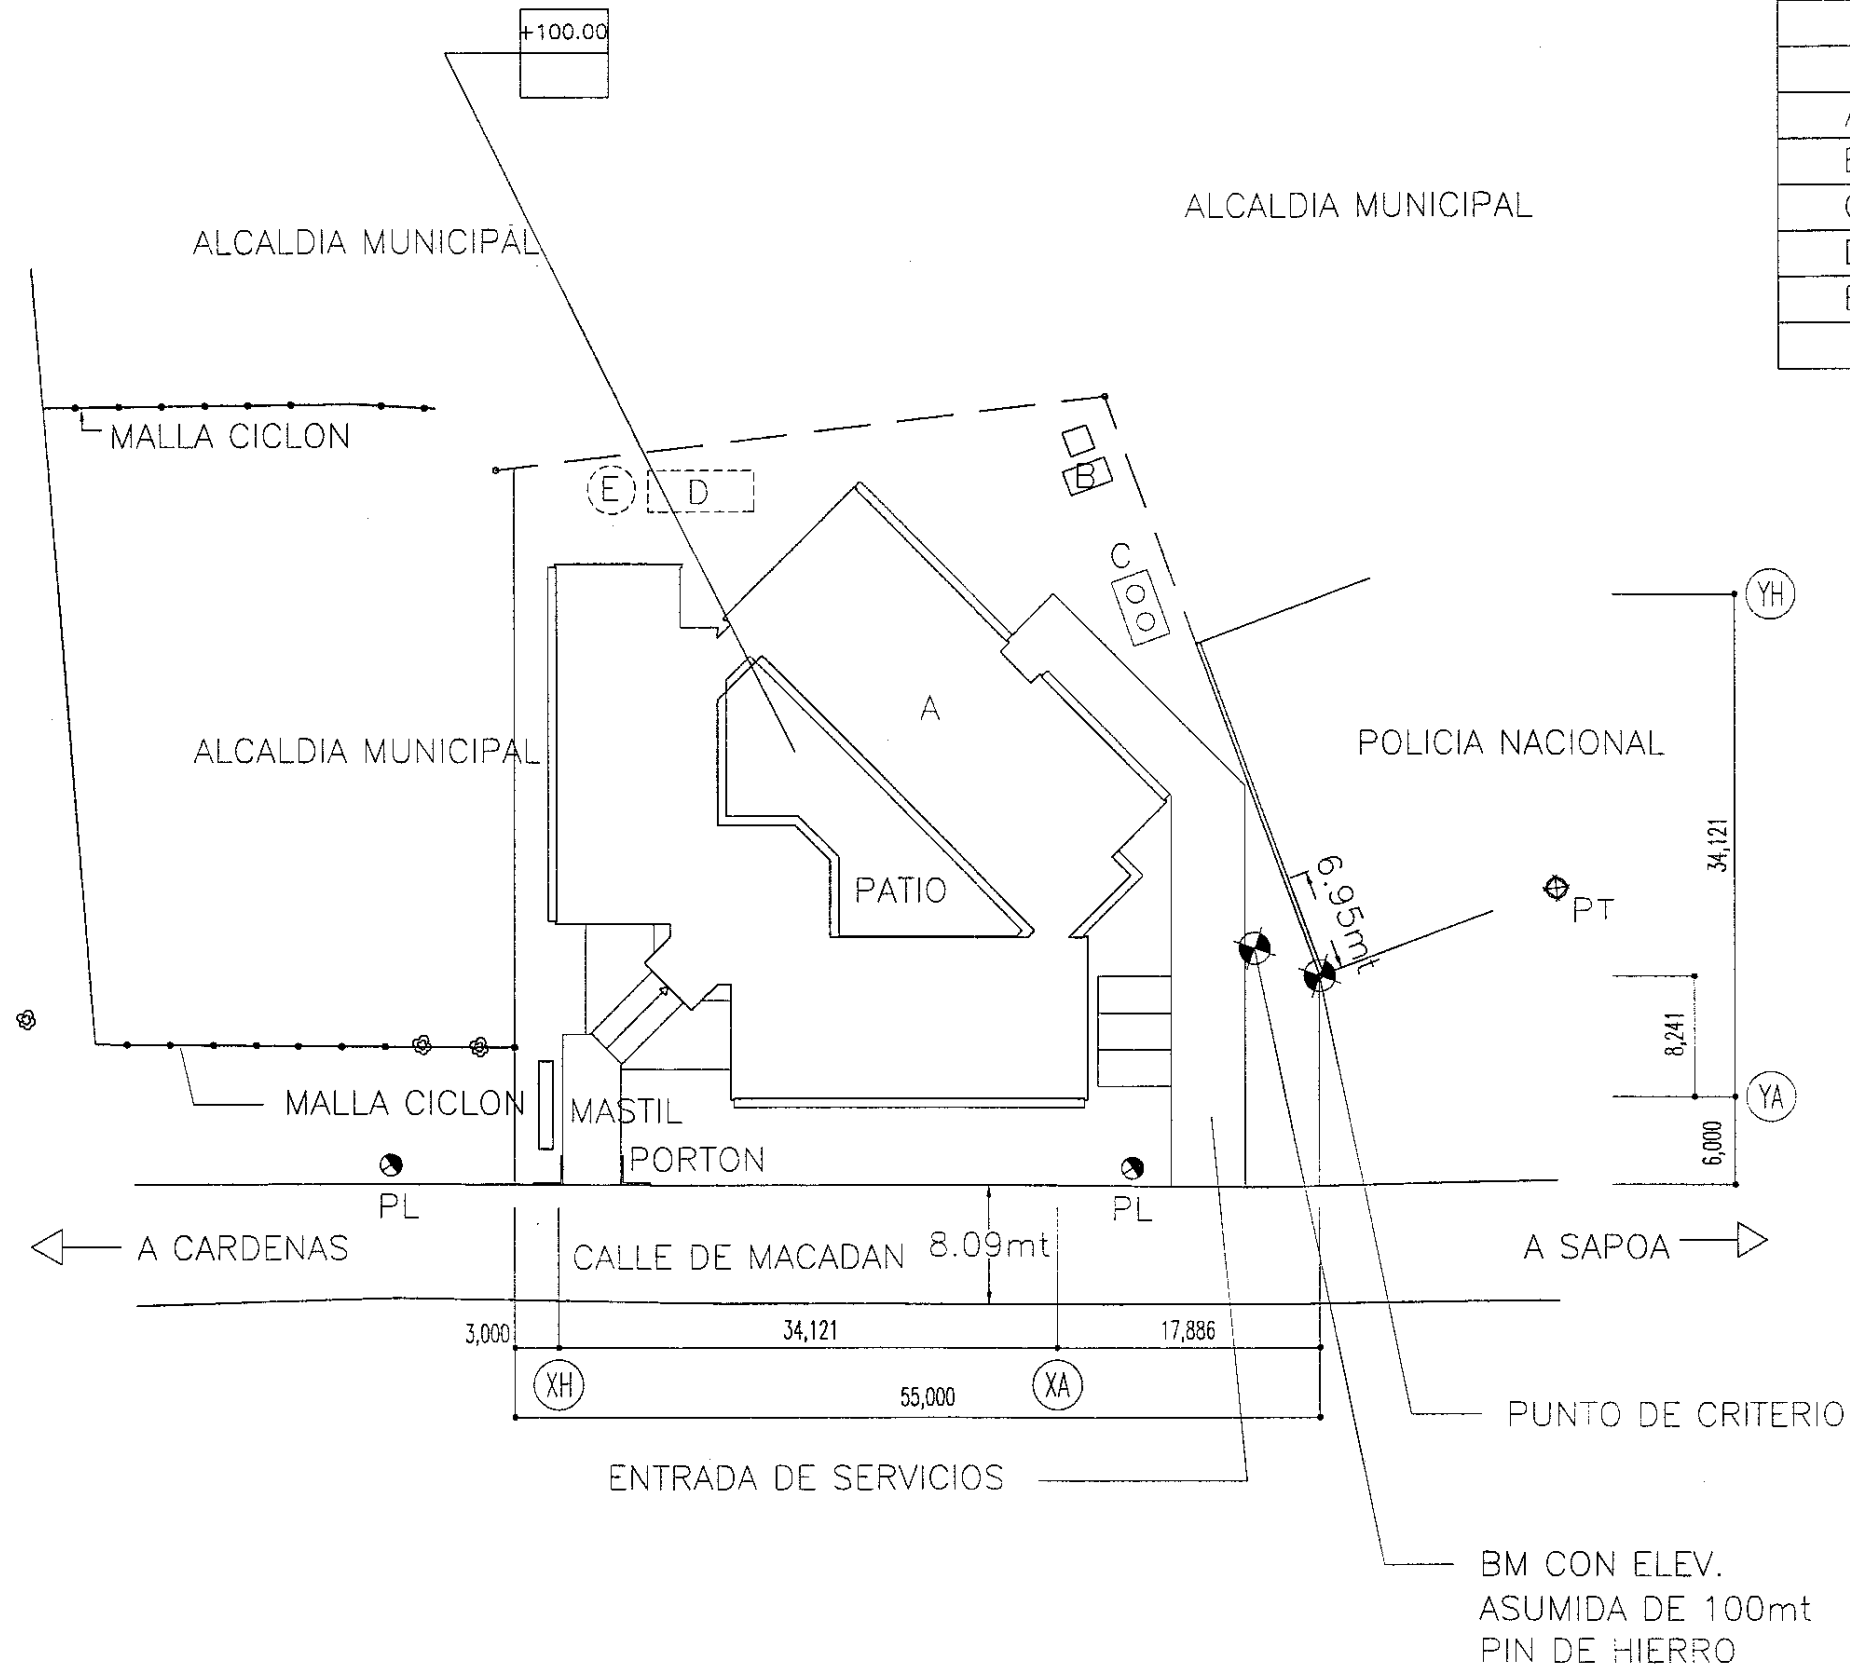 +100.00
ALCALDIA MUNICIPAL
ALCALDIA MUNICIPAL
MALLA CICLON
E
D
B
C
YH
A
ALCALDIA MUNICIPAL
POLICIA NACIONAL
34,121
PATIO
6.95mt
PT
8,241
MALLA CICLON
MASTIL
YA
PORTON
6,000
PL
PL
A CARDENAS
CALLE DE MACADAN
8.09mt
A SAPOA
3,000
34,121
17,886
XH
XA
55,000
PUNTO DE CRITERIO
ENTRADA DE SERVICIOS
BM CON ELEV.
ASUMIDA DE 100mt
PIN DE HIERRO